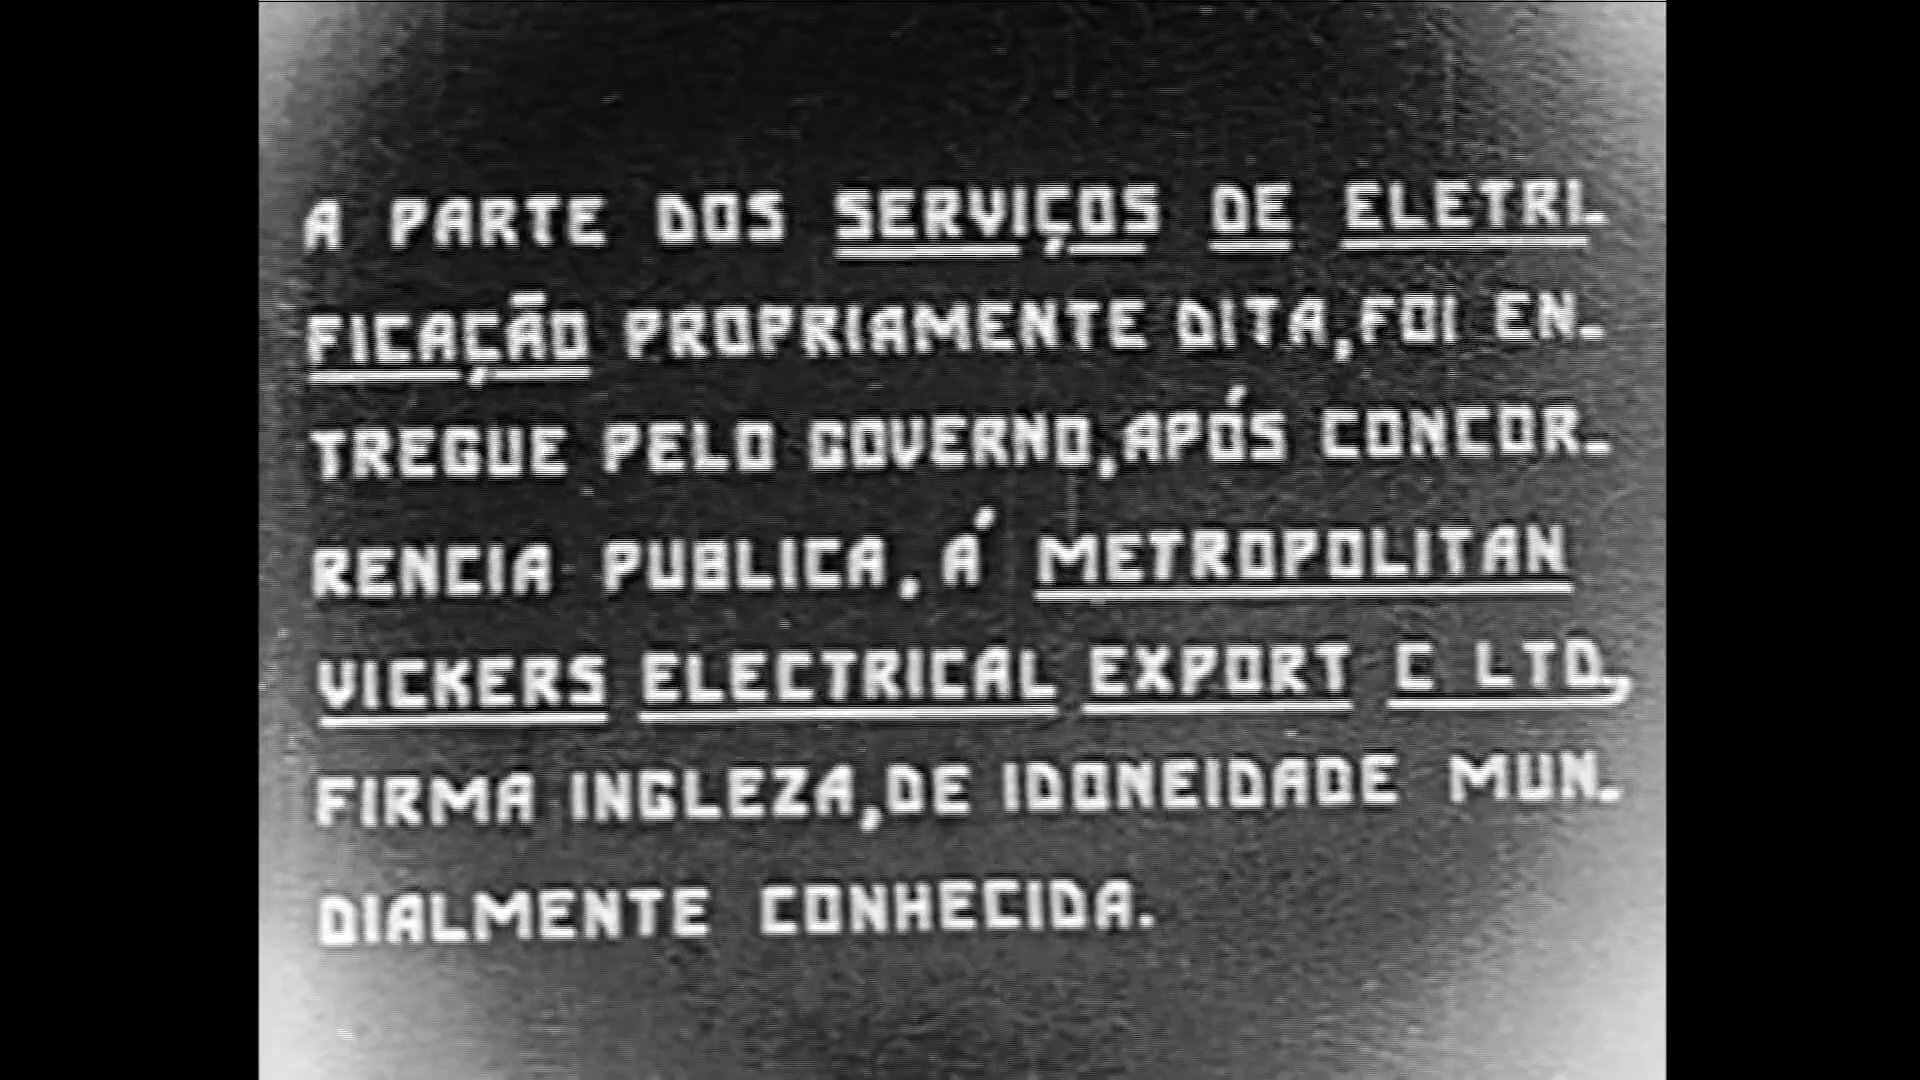 A PARTE DOS SERVIÇOS DE ELETRI-
FICAÇÃO PROPRIAMENTE DITA, FOI EN-
TREGUE PELO GOVERNO, APÓS CONCOR-
RENCIA PUBLICA, Á METROPOLITAN
VICKERS ELECTRICAL EXPORT C LTD,
FIRMA INGLEZA, DE IDONEIDADE MUN-
DIALMENTE CONHECIDA.